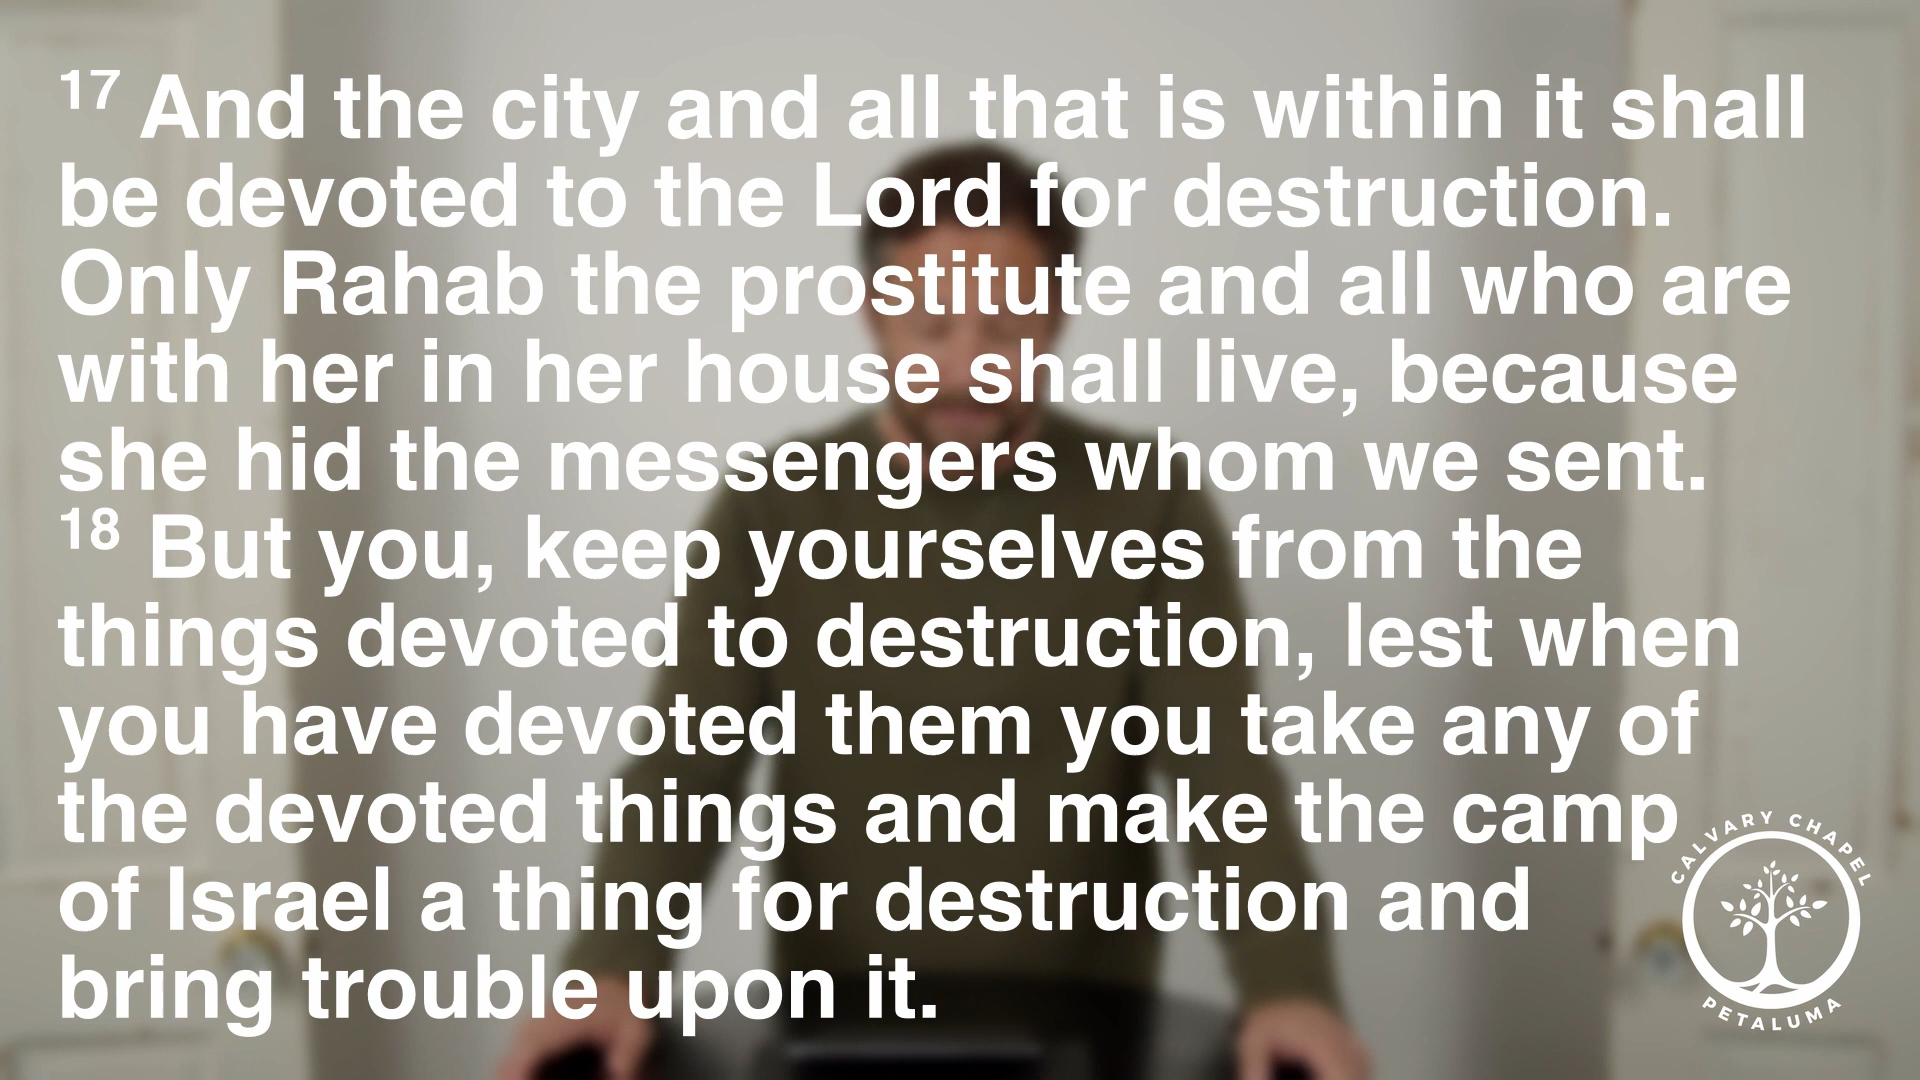 17 And the city and all that is within it shall
be devoted to the Lord for destruction.
Only Rahab the prostitute and all who are
with her in her house shall live, because
she hid the messengers whom we sent.
18 But you, keep yourselves from the
things devoted to destruction, lest when
you have devoted them you take any of
the devoted things and make the camp
of Israel a thing for destruction and
bring trouble upon it.
CALVARY CHAPEL
PETALUMA